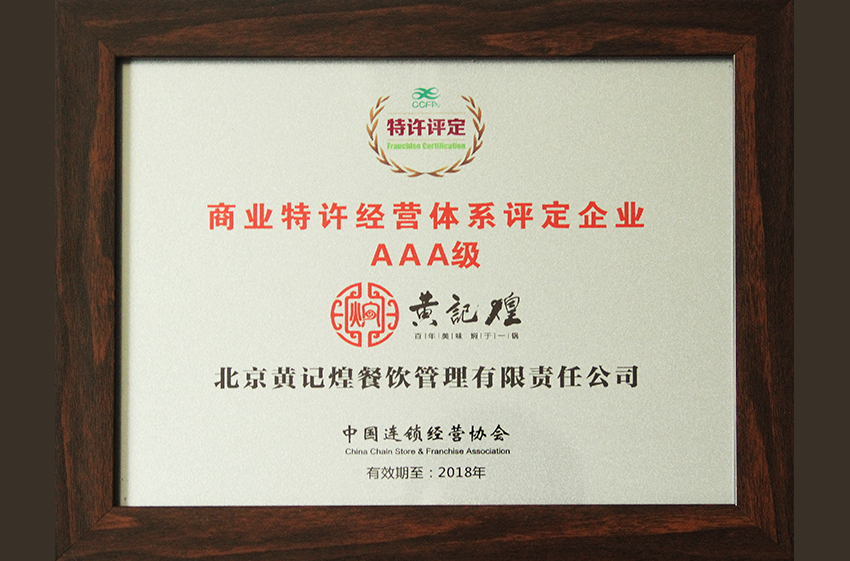 CCFA
特许评定
Franchise Certification
商业特许经营体系评定企业
AAA级
黄記煌
百年美味 焖于一锅
北京黄记煌餐饮管理有限责任公司
中国连锁经营协会
China Chain Store & Franchise Association
有效期至：2018年